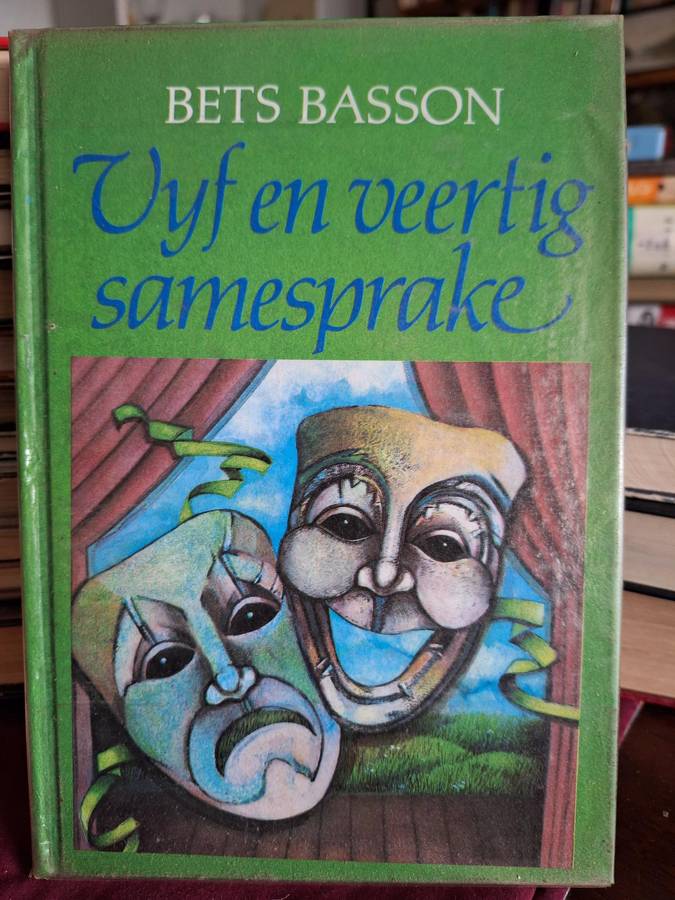 BETS BASSON
Vyf en veertig
samesprake